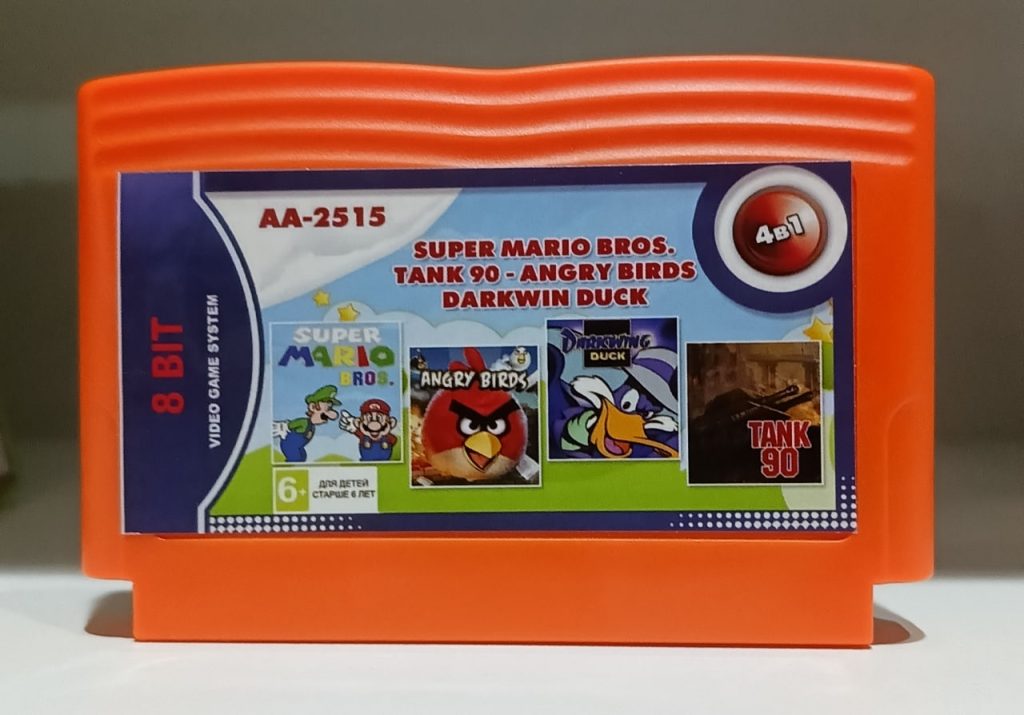 AA-2515
4в1
SUPER MARIO BROS.
TANK 90 - ANGRY BIRDS
DARKWIN DUCK
8 BIT
VIDEO GAME SYSTEM
SUPER
MARIO
BROS.
ANGRY BIRDS
DARKWING
DUCK
TANK
90
6+
ДЛЯ ДЕТЕЙ
СТАРШЕ 6 ЛЕТ